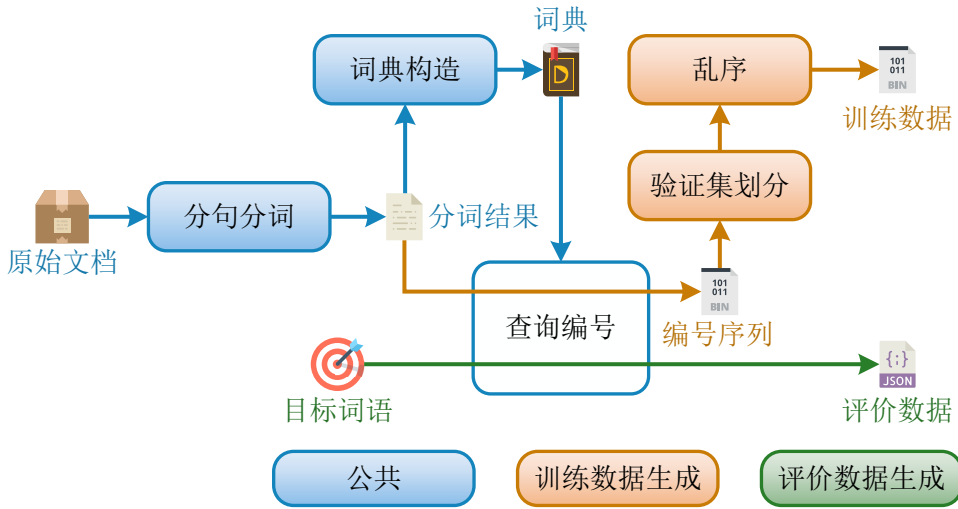 词典
词典构造
D
乱序
101
011
BIN
训练数据
验证集划分
分句分词
分词结果
原始文档
101
011
BIN
编号序列
查询编号
{;}
JSON
目标词语
评价数据
公共
训练数据生成
评价数据生成